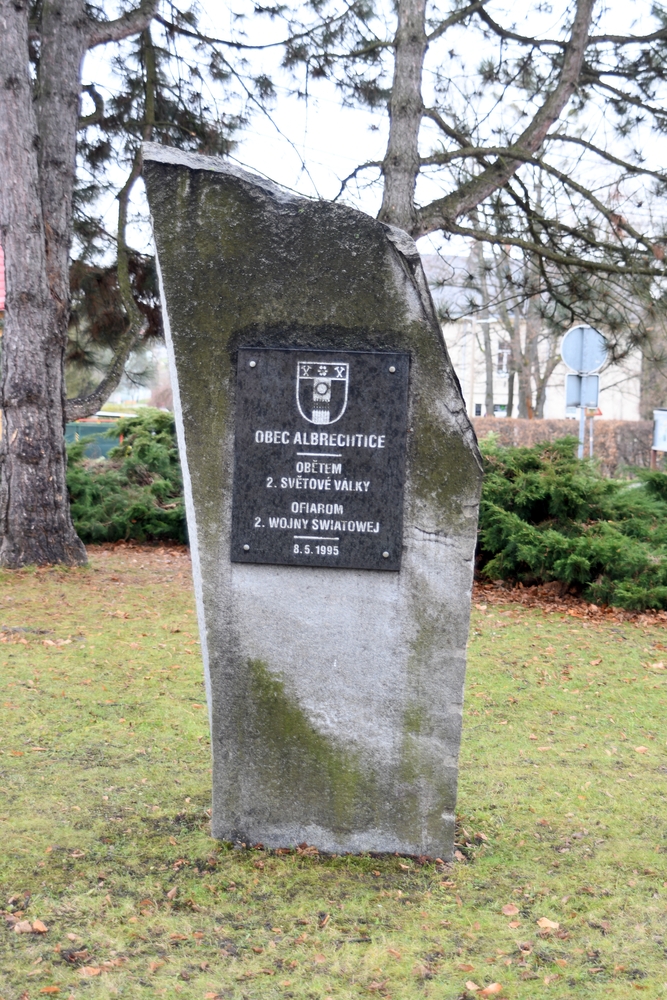 OBEC ALBRECHTICE
OBĚTEM
2. SVĚTOVÉ VÁLKY
OFIAROM
2. WOJNY ŚWIATOWEJ
8.5.1995